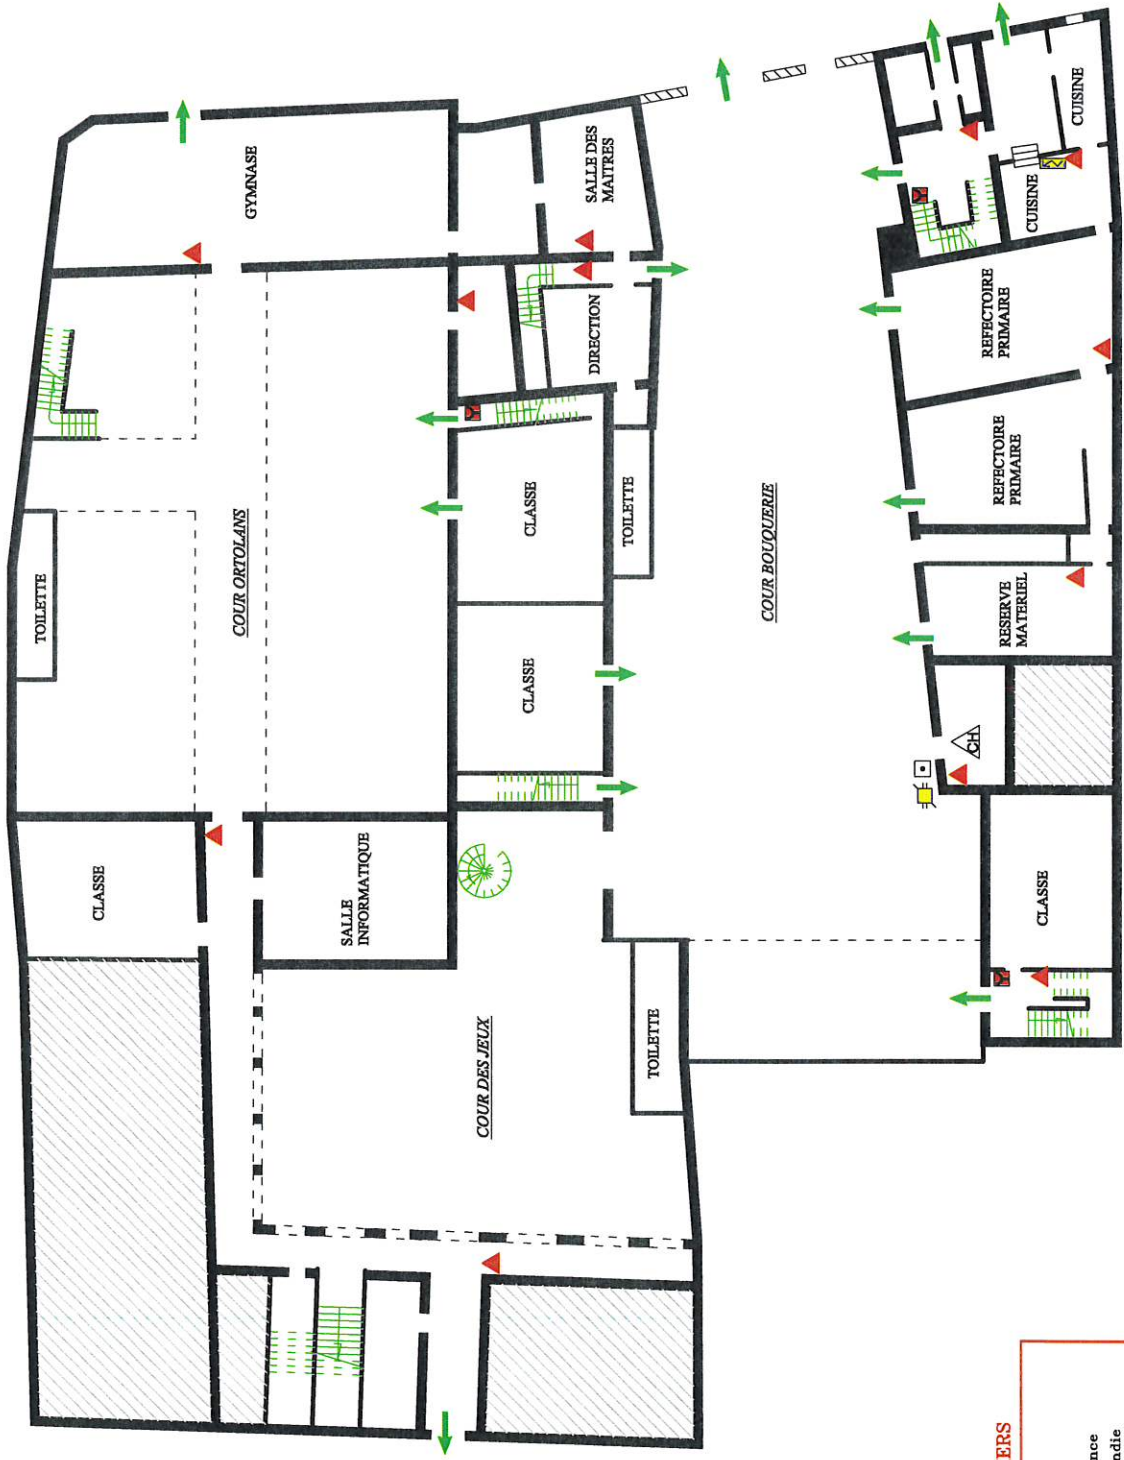 GYMNASE
SALLE DES
MAITRES
DIRECTION
CUISINE
CUISINE
REFECTOIRE
PRIMAIRE
REFECTOIRE
PRIMAIRE
RESERVE
MATERIEL
CLASSE
TOILETTE
COUR BOUQUERIE
COUR ORTOLANS
TOILETTE
CLASSE
CH
CLASSE
SALLE
INFORMATIQUE
CLASSE
COUR DES JEUX
TOILETTE
ERS
nce
ndie